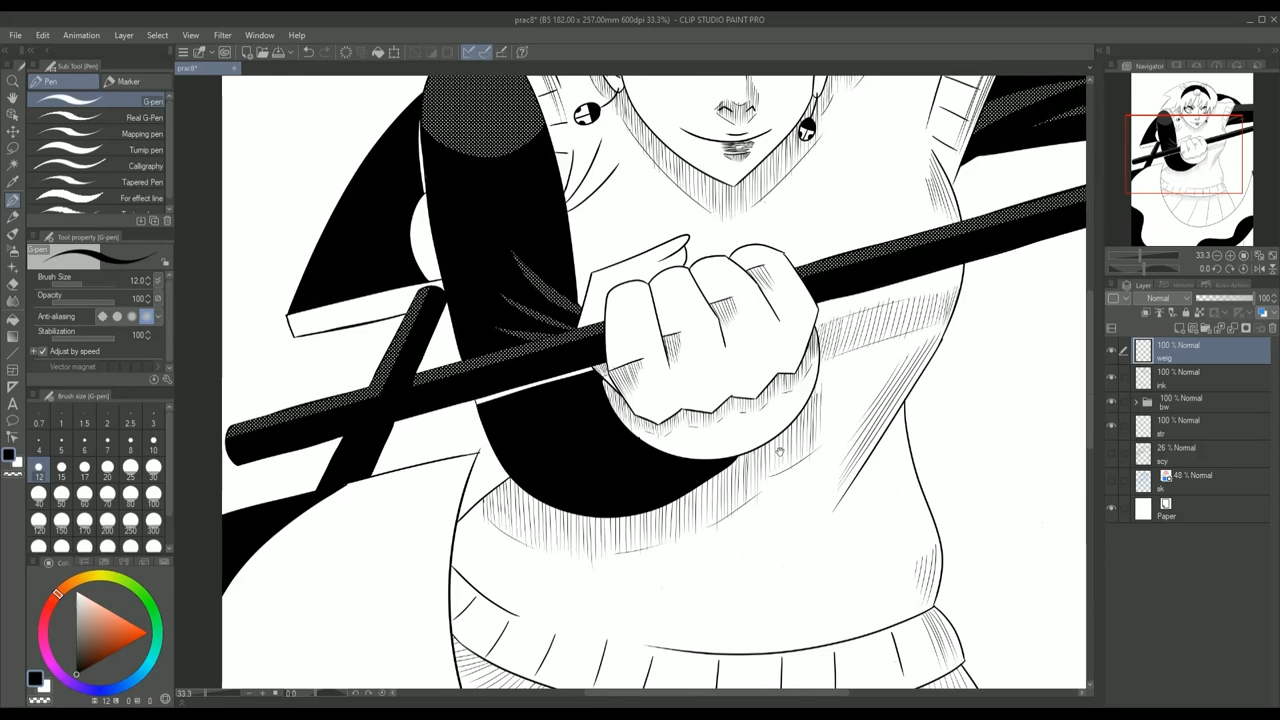 prac8* (B5 182.00 x 257.00mm 600dpi 33.3%) - CLIP STUDIO PAINT PRO
File Edit Animation Layer Select View Filter Window Help
Sub Tool [Pen]
prac8*
Navigator
Pen Marker
G-pen
Real G-Pen
Mapping pen
Turnip pen
Calligraphy
Tapered Pen
For effect line
Tool property [G-pen]
G-pen
Brush Size 12.0
Opacity 100
Anti-aliasing
Stabilization 100
Adjust by speed
Vector magnet
Brush size [G-pen]
0.7 1 1.5 2 2.5 3
4 5 6 7 8 10
12 15 17 20 25 30
40 50 60 70 80 100
120 150 170 200 250 300
12 0 0
33.3 0.0
33.3
0.0
Layer
Normal 100
100 % Normal
weig
100 % Normal
ink
100 % Normal
bw
100 % Normal
str
26 % Normal
scy
48 % Normal
sk
Paper